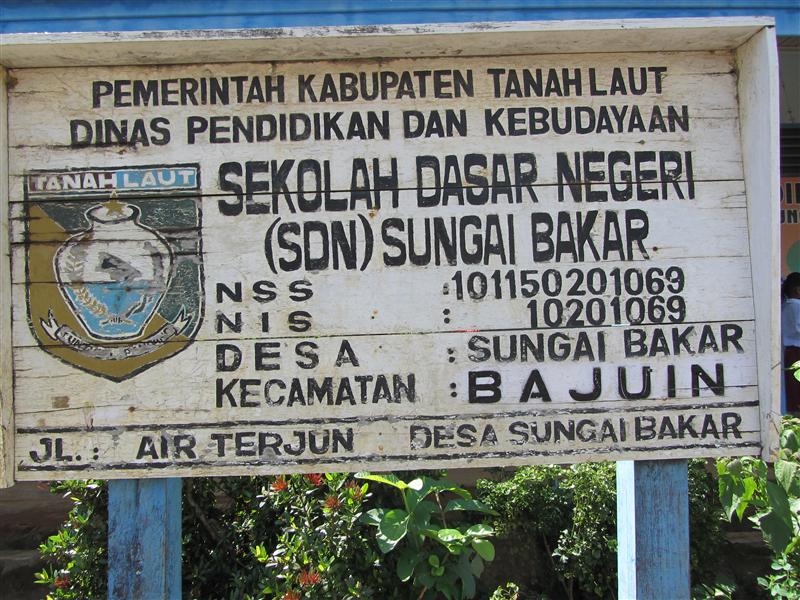 PEMERINTAH KABUPATEN TANAH LAUT
DINAS PENDIDIKAN DAN KEBUDAYAAN
TANAH LAUT
SEKOLAH DASAR NEGERI
(SDN) SUNGAI BAKAR
NSS :101150201069
NIS : 10201069
DESA : SUNGAI BAKAR
KECAMATAN : BAJUIN
JL.: AIR TERJUN DESA SUNGAI BAKAR